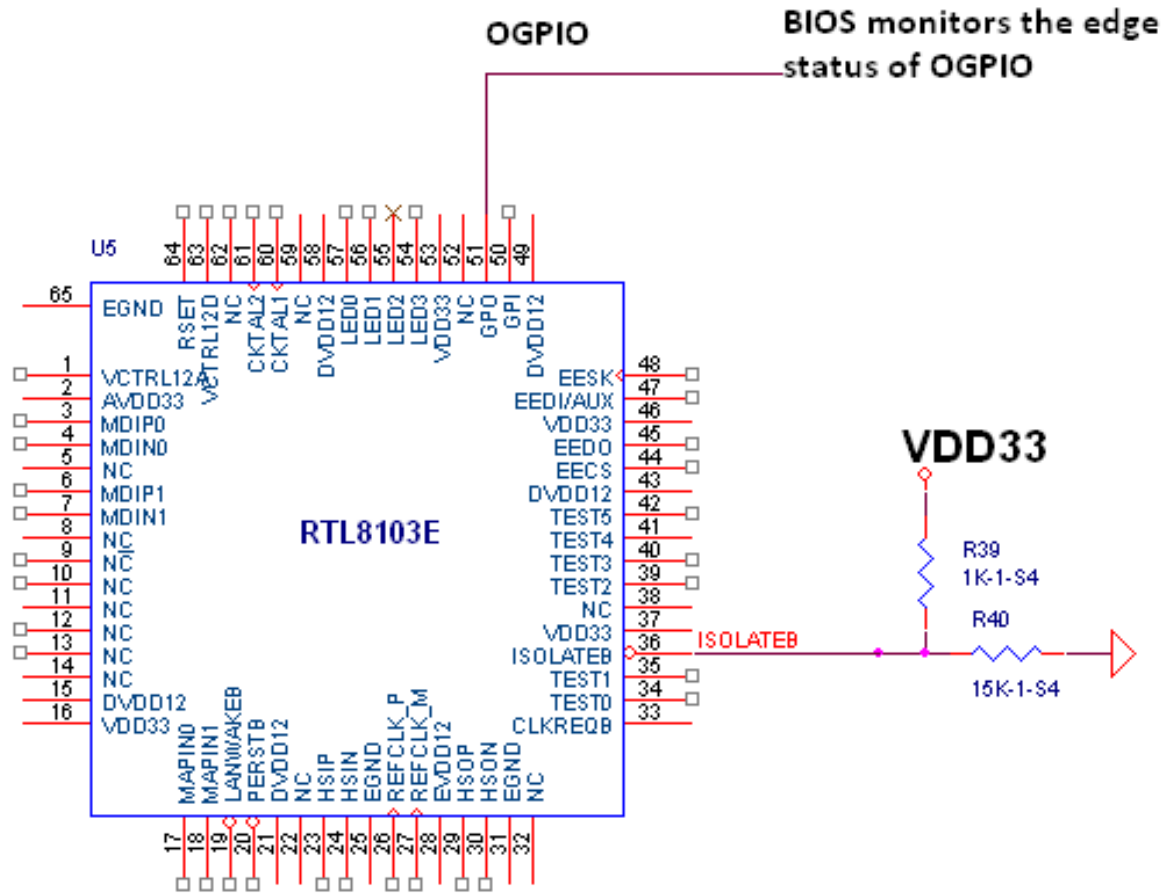 OGPIO
BIOS monitors the edge
status of OGPIO
U5
64
63
62
61
60
59
58
57
56
55
54
53
52
51
50
49
RSET
VCTRL12D
NC
CKTAL2
CKTAL1
NC
DVDD12
LED0
LED1
LED2
LED3
VDD33
NC
GPO
GPI
DVDD12
65 EGND
1 VCTRL12A
2 AVDD33
3 MDIP0
4 MDIN0
5 NC
6 MDIP1
7 MDIN1
8 NC
9 NC
10 NC
11 NC
12 NC
13 NC
14 NC
15 DVDD12
16 VDD33
RTL8103E
EESK 48
EEDI/AUX 47
VDD33 46
EEDO 45
EECS 44
DVDD12 43
TEST5 42
TEST4 41
TEST3 40
TEST2 39
NC 38
VDD33 37
ISOLATEB 36
TEST1 35
TEST0 34
CLKREQB 33
ISOLATEB
VDD33
R39
1K-1-S4
R40
15K-1-S4
MAPIN0
MAPIN1
LANWAKEB
PERSTB
DVDD12
NC
HSIP
HSIN
EGND
REFCLK_P
REFCLK_M
EVDD12
HSOP
HSON
EGND
NC
17
18
19
20
21
22
23
24
25
26
27
28
29
30
31
32